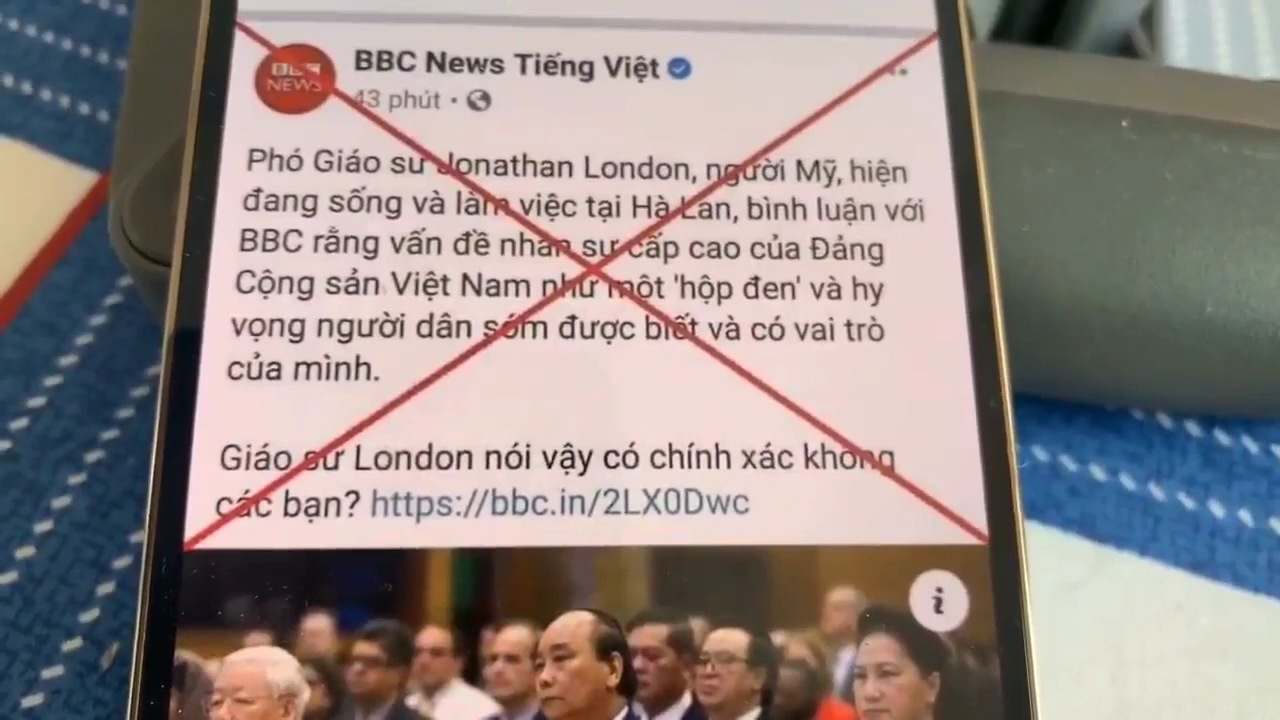 BBC News Tiếng Việt
BBC
NEWS
43 phút
Phó Giáo sư Jonathan London, người Mỹ, hiện
đang sống và làm việc tại Hà Lan, bình luận với
BBC rằng vấn đề nhân sự cấp cao của Đảng
Cộng sản Việt Nam như một 'hộp đen' và hy
vọng người dân sớm được biết và có vai trò
của mình.
Giáo sư London nói vậy có chính xác không
các bạn? https://bbc.in/2LX0Dwc
i